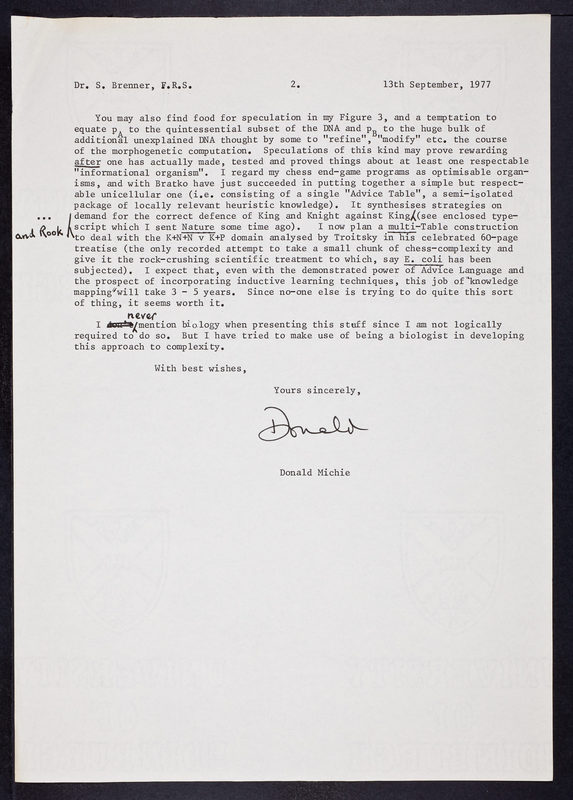 Dr. S. Brenner, F.R.S. 2. 13th September, 1977
You may also find food for speculation in my Figure 3, and a temptation to
equate pA to the quintessential subset of the DNA and pB to the huge bulk of
additional unexplained DNA thought by some to "refine", "modify" etc. the course
of the morphogenetic computation. Speculations of this kind may prove rewarding
after one has actually made, tested and proved things about at least one respectable
"informational organism". I regard my chess end-game programs as optimisable organ-
isms, and with Bratko have just succeeded in putting together a simple but respect-
able unicellular one (i.e. consisting of a single "Advice Table", a semi-isolated
package of locally relevant heuristic knowledge). It synthesises strategies on
demand for the correct defence of King and Knight against King (see enclosed type-
... and Rook
script which I sent Nature some time ago). I now plan a multi-Table construction
to deal with the K+N+N v K+P domain analysed by Troitsky in his celebrated 60-page
treatise (the only recorded attempt to take a small chunk of chess-complexity and
give it the rock-crushing scientific treatment to which, say E. coli has been
subjected). I expect that, even with the demonstrated power of Advice Language and
the prospect of incorporating inductive learning techniques, this job of "knowledge
mapping" will take 3 - 5 years. Since no-one else is trying to do quite this sort
of thing, it seems worth it.
never
I mention biology when presenting this stuff since I am not logically
required to do so. But I have tried to make use of being a biologist in developing
this approach to complexity.
With best wishes,
Yours sincerely,
Donald
Donald Michie